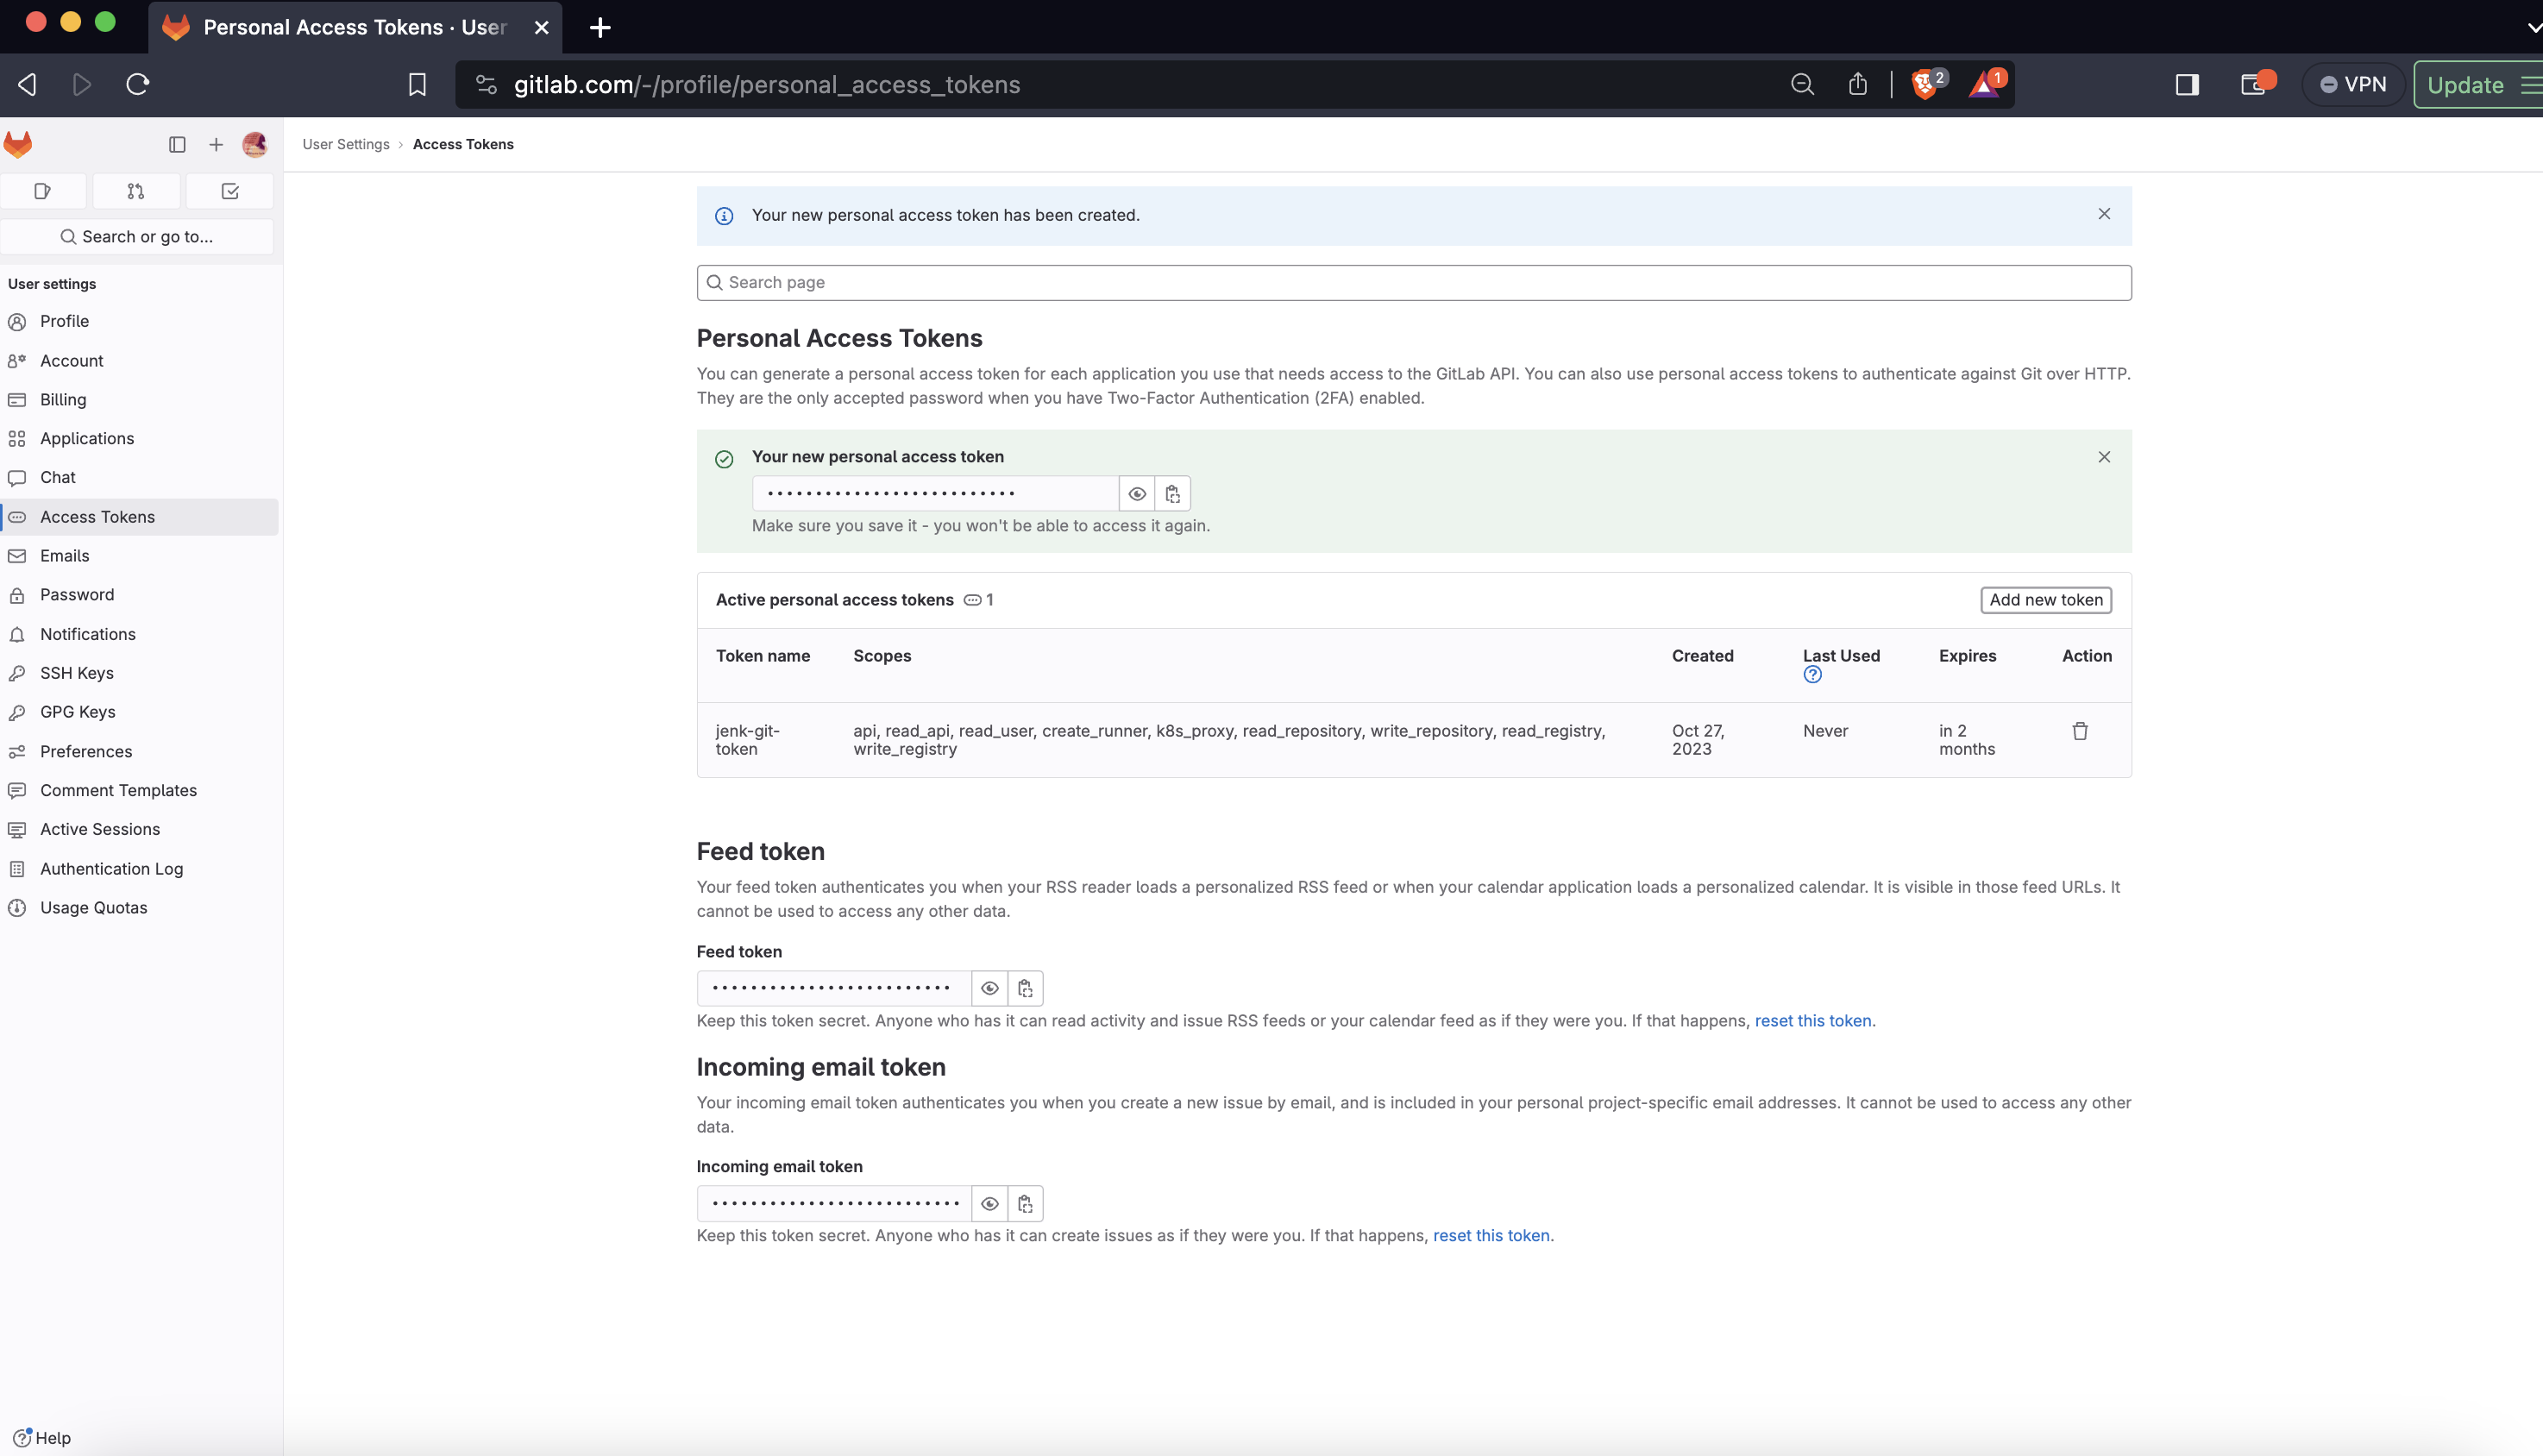 Personal Access Tokens · User
gitlab.com/-/profile/personal_access_tokens
2
1
VPN
Update
User Settings › Access Tokens
Search or go to...
User settings
Profile
Account
Billing
Applications
Chat
Access Tokens
Emails
Password
Notifications
SSH Keys
GPG Keys
Preferences
Comment Templates
Active Sessions
Authentication Log
Usage Quotas
Help
Your new personal access token has been created.
Search page
Personal Access Tokens
You can generate a personal access token for each application you use that needs access to the GitLab API. You can also use personal access tokens to authenticate against Git over HTTP.
They are the only accepted password when you have Two-Factor Authentication (2FA) enabled.
Your new personal access token
Make sure you save it - you won't be able to access it again.
Active personal access tokens 1
Add new token
Token name Scopes Created Last Used Expires Action
jenk-git-
token
api, read_api, read_user, create_runner, k8s_proxy, read_repository, write_repository, read_registry,
write_registry
Oct 27,
2023
Never
in 2
months
Feed token
Your feed token authenticates you when your RSS reader loads a personalized RSS feed or when your calendar application loads a personalized calendar. It is visible in those feed URLs. It
cannot be used to access any other data.
Feed token
Keep this token secret. Anyone who has it can read activity and issue RSS feeds or your calendar feed as if they were you. If that happens, reset this token.
Incoming email token
Your incoming email token authenticates you when you create a new issue by email, and is included in your personal project-specific email addresses. It cannot be used to access any other
data.
Incoming email token
Keep this token secret. Anyone who has it can create issues as if they were you. If that happens, reset this token.